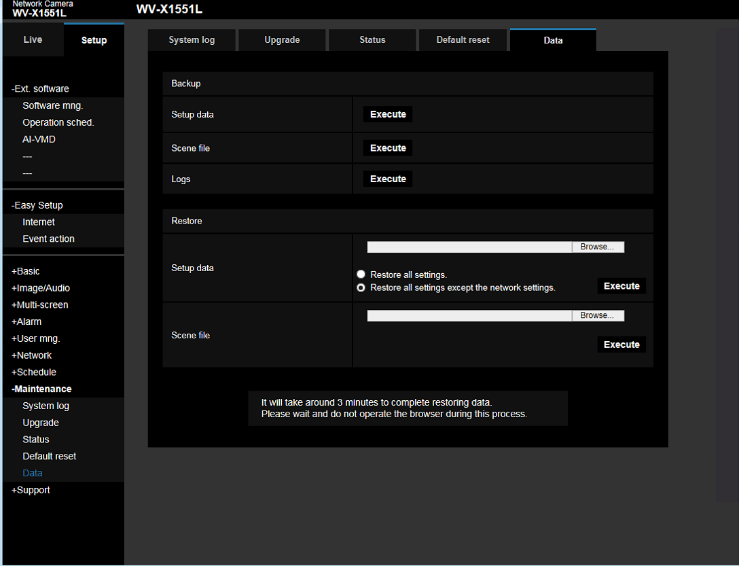 Network Camera
WV-X1551L
WV-X1551L
Live
Setup
System log
Upgrade
Status
Default reset
Data
-Ext. software
Software mng.
Operation sched.
AI-VMD
---
---
-Easy Setup
Internet
Event action
+Basic
+Image/Audio
+Multi-screen
+Alarm
+User mng.
+Network
+Schedule
-Maintenance
System log
Upgrade
Status
Default reset
Data
+Support
Backup
Setup data
Execute
Scene file
Execute
Logs
Execute
Restore
Setup data
Browse...
Restore all settings.
Restore all settings except the network settings.
Execute
Scene file
Browse...
Execute
It will take around 3 minutes to complete restoring data.
Please wait and do not operate the browser during this process.